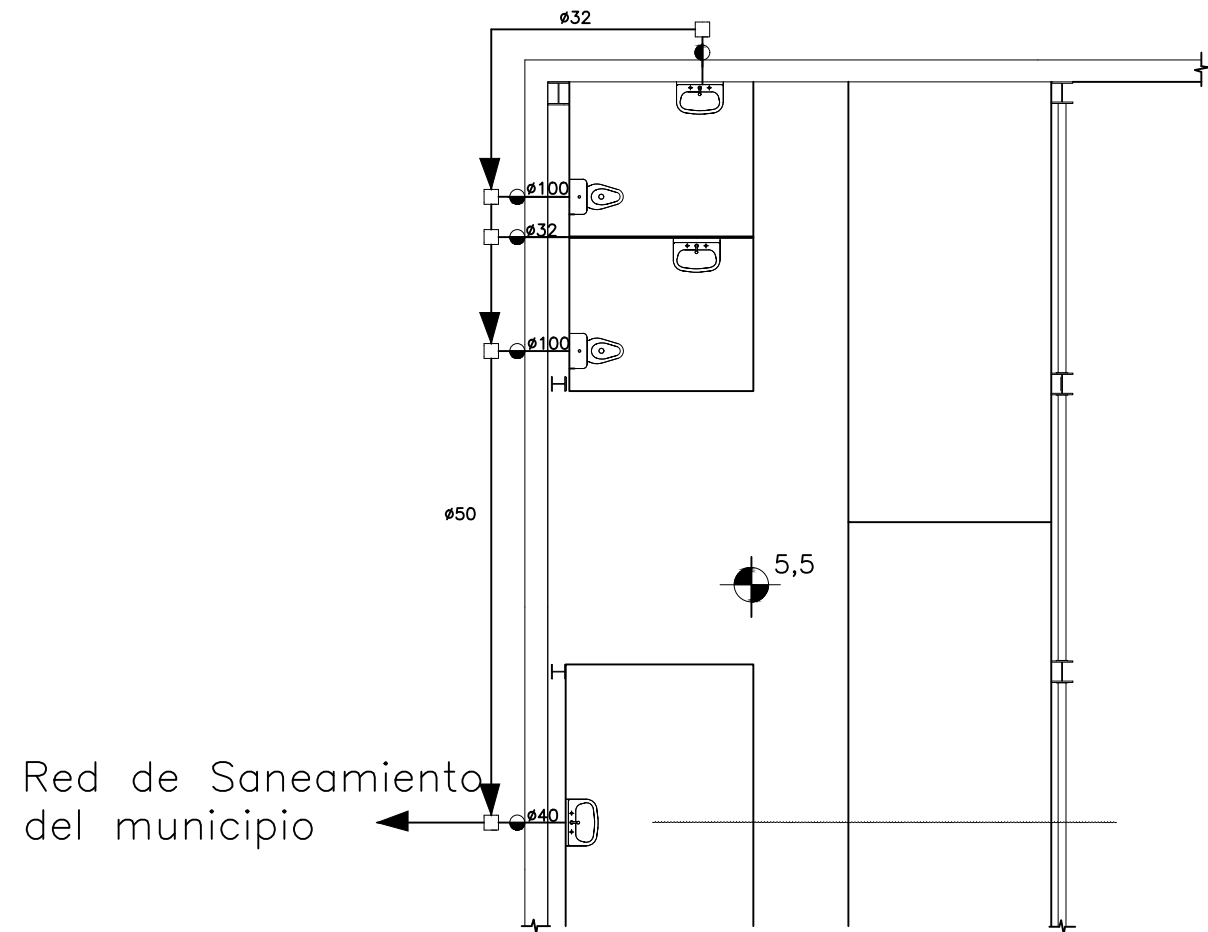 ø32
ø100
ø32
ø100
ø50
5,5
Red de Saneamiento
del municipio
ø40